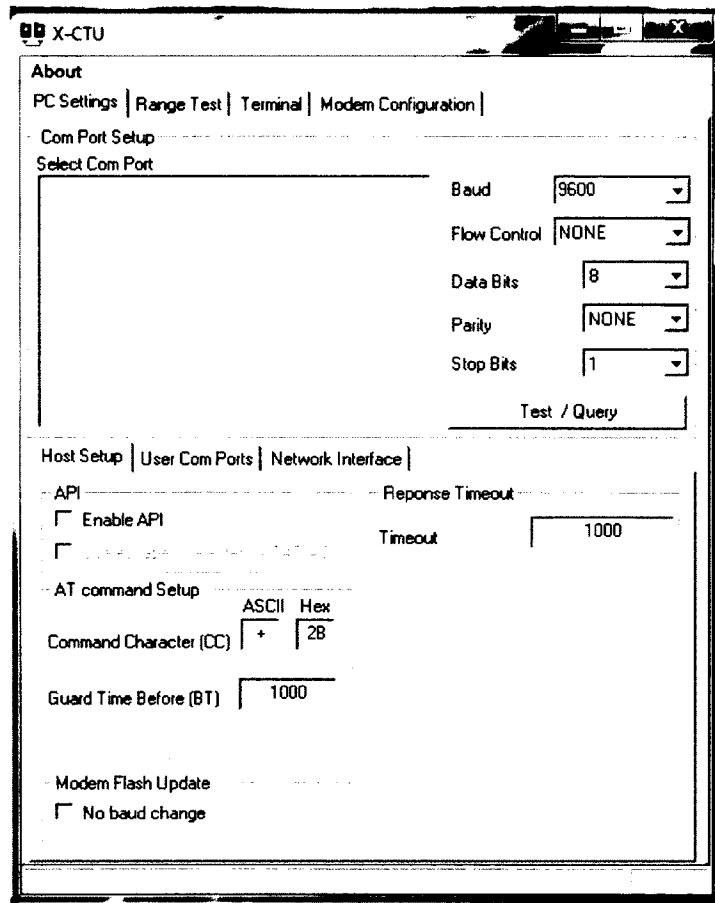 X-CTU
About
PC Settings Range Test Terminal Modem Configuration
Com Port Setup
Select Com Port
Baud 9600
Flow Control NONE
Data Bits 8
Parity NONE
Stop Bits 1
Test / Query
Host Setup User Com Ports Network Interface
API
Enable API
Reponse Timeout
Timeout 1000
AT command Setup
ASCII Hex
Command Character (CC) + 2B
Guard Time Before (BT) 1000
Modem Flash Update
No baud change